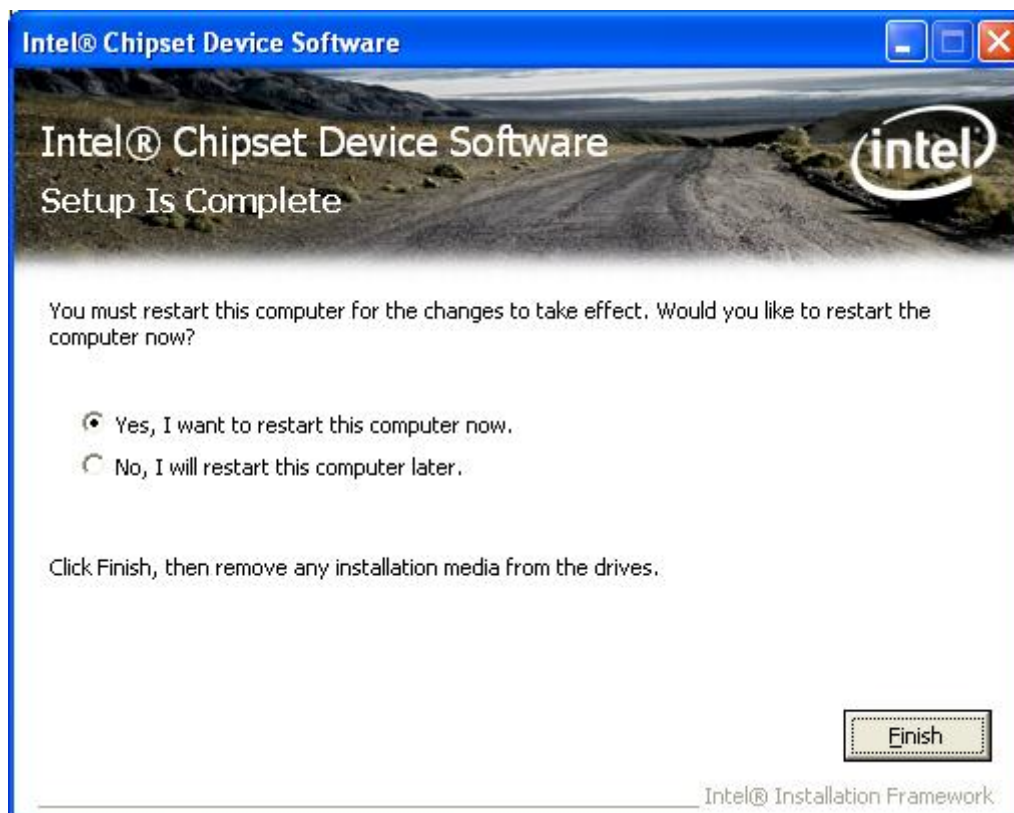 Intel® Chipset Device Software
Intel® Chipset Device Software
intel
Setup Is Complete
You must restart this computer for the changes to take effect. Would you like to restart the
computer now?
Yes, I want to restart this computer now.
No, I will restart this computer later.
Click Finish, then remove any installation media from the drives.
Finish
Intel® Installation Framework